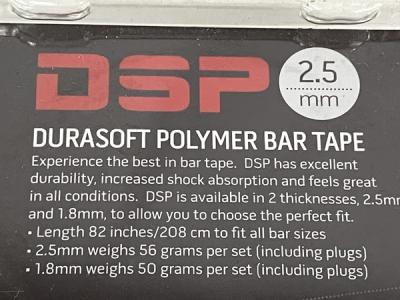 DSP
2.5
mm
DURASOFT POLYMER BAR TAPE
Experience the best in bar tape. DSP has excellent
durability, increased shock absorption and feels great
in all conditions. DSP is available in 2 thicknesses, 2.5mm
and 1.8mm, to allow you to choose the perfect fit.
• Length 82 inches/208 cm to fit all bar sizes
• 2.5mm weighs 56 grams per set (including plugs)
• 1.8mm weighs 50 grams per set (including plugs)